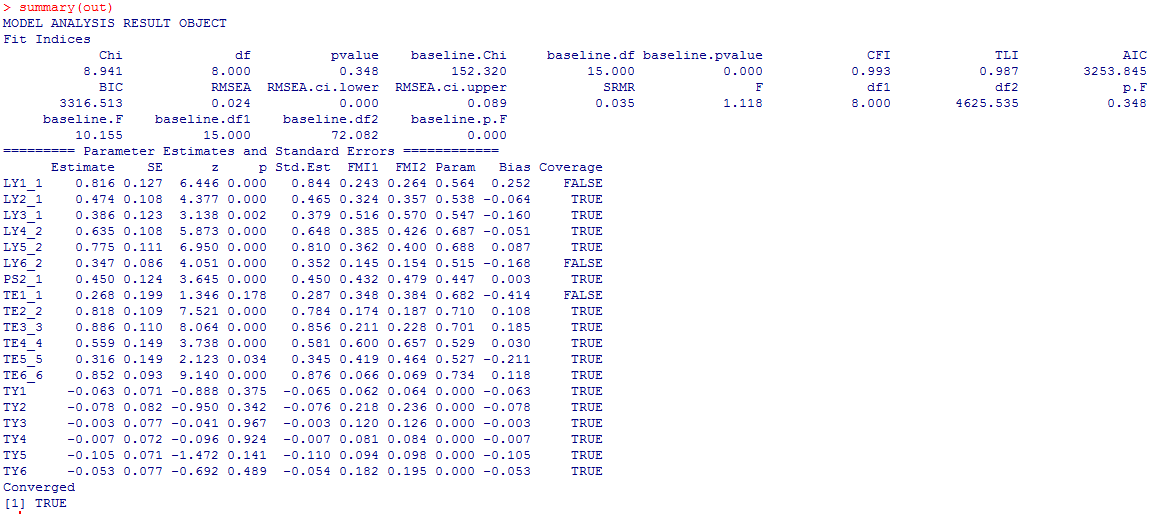 > summary(out)
MODEL ANALYSIS RESULT OBJECT
Fit Indices
Chi df pvalue baseline.Chi baseline.df baseline.pvalue CFI TLI AIC
8.941 8.000 0.348 152.320 15.000 0.000 0.993 0.987 3253.845
BIC RMSEA RMSEA.ci.lower RMSEA.ci.upper SRMR F df1 df2 p.F
3316.513 0.024 0.000 0.089 0.035 1.118 8.000 4625.535 0.348
baseline.F baseline.df1 baseline.df2 baseline.p.F
10.155 15.000 72.082 0.000
========= Parameter Estimates and Standard Errors ============
Estimate SE z p Std.Est FMI1 FMI2 Param Bias Coverage
LY1_1 0.816 0.127 6.446 0.000 0.844 0.243 0.264 0.564 0.252 FALSE
LY2_1 0.474 0.108 4.377 0.000 0.465 0.324 0.357 0.538 -0.064 TRUE
LY3_1 0.386 0.123 3.138 0.002 0.379 0.516 0.570 0.547 -0.160 TRUE
LY4_2 0.635 0.108 5.873 0.000 0.648 0.385 0.426 0.687 -0.051 TRUE
LY5_2 0.775 0.111 6.950 0.000 0.810 0.362 0.400 0.688 0.087 TRUE
LY6_2 0.347 0.086 4.051 0.000 0.352 0.145 0.154 0.515 -0.168 FALSE
PS2_1 0.450 0.124 3.645 0.000 0.450 0.432 0.479 0.447 0.003 TRUE
TE1_1 0.268 0.199 1.346 0.178 0.287 0.348 0.384 0.682 -0.414 FALSE
TE2_2 0.818 0.109 7.521 0.000 0.784 0.174 0.187 0.710 0.108 TRUE
TE3_3 0.886 0.110 8.064 0.000 0.856 0.211 0.228 0.701 0.185 TRUE
TE4_4 0.559 0.149 3.738 0.000 0.581 0.600 0.657 0.529 0.030 TRUE
TE5_5 0.316 0.149 2.123 0.034 0.345 0.419 0.464 0.527 -0.211 TRUE
TE6_6 0.852 0.093 9.140 0.000 0.876 0.066 0.069 0.734 0.118 TRUE
TY1 -0.063 0.071 -0.888 0.375 -0.065 0.062 0.064 0.000 -0.063 TRUE
TY2 -0.078 0.082 -0.950 0.342 -0.076 0.218 0.236 0.000 -0.078 TRUE
TY3 -0.003 0.077 -0.041 0.967 -0.003 0.120 0.126 0.000 -0.003 TRUE
TY4 -0.007 0.072 -0.096 0.924 -0.007 0.081 0.084 0.000 -0.007 TRUE
TY5 -0.105 0.071 -1.472 0.141 -0.110 0.094 0.098 0.000 -0.105 TRUE
TY6 -0.053 0.077 -0.692 0.489 -0.054 0.182 0.195 0.000 -0.053 TRUE
Converged
[1] TRUE